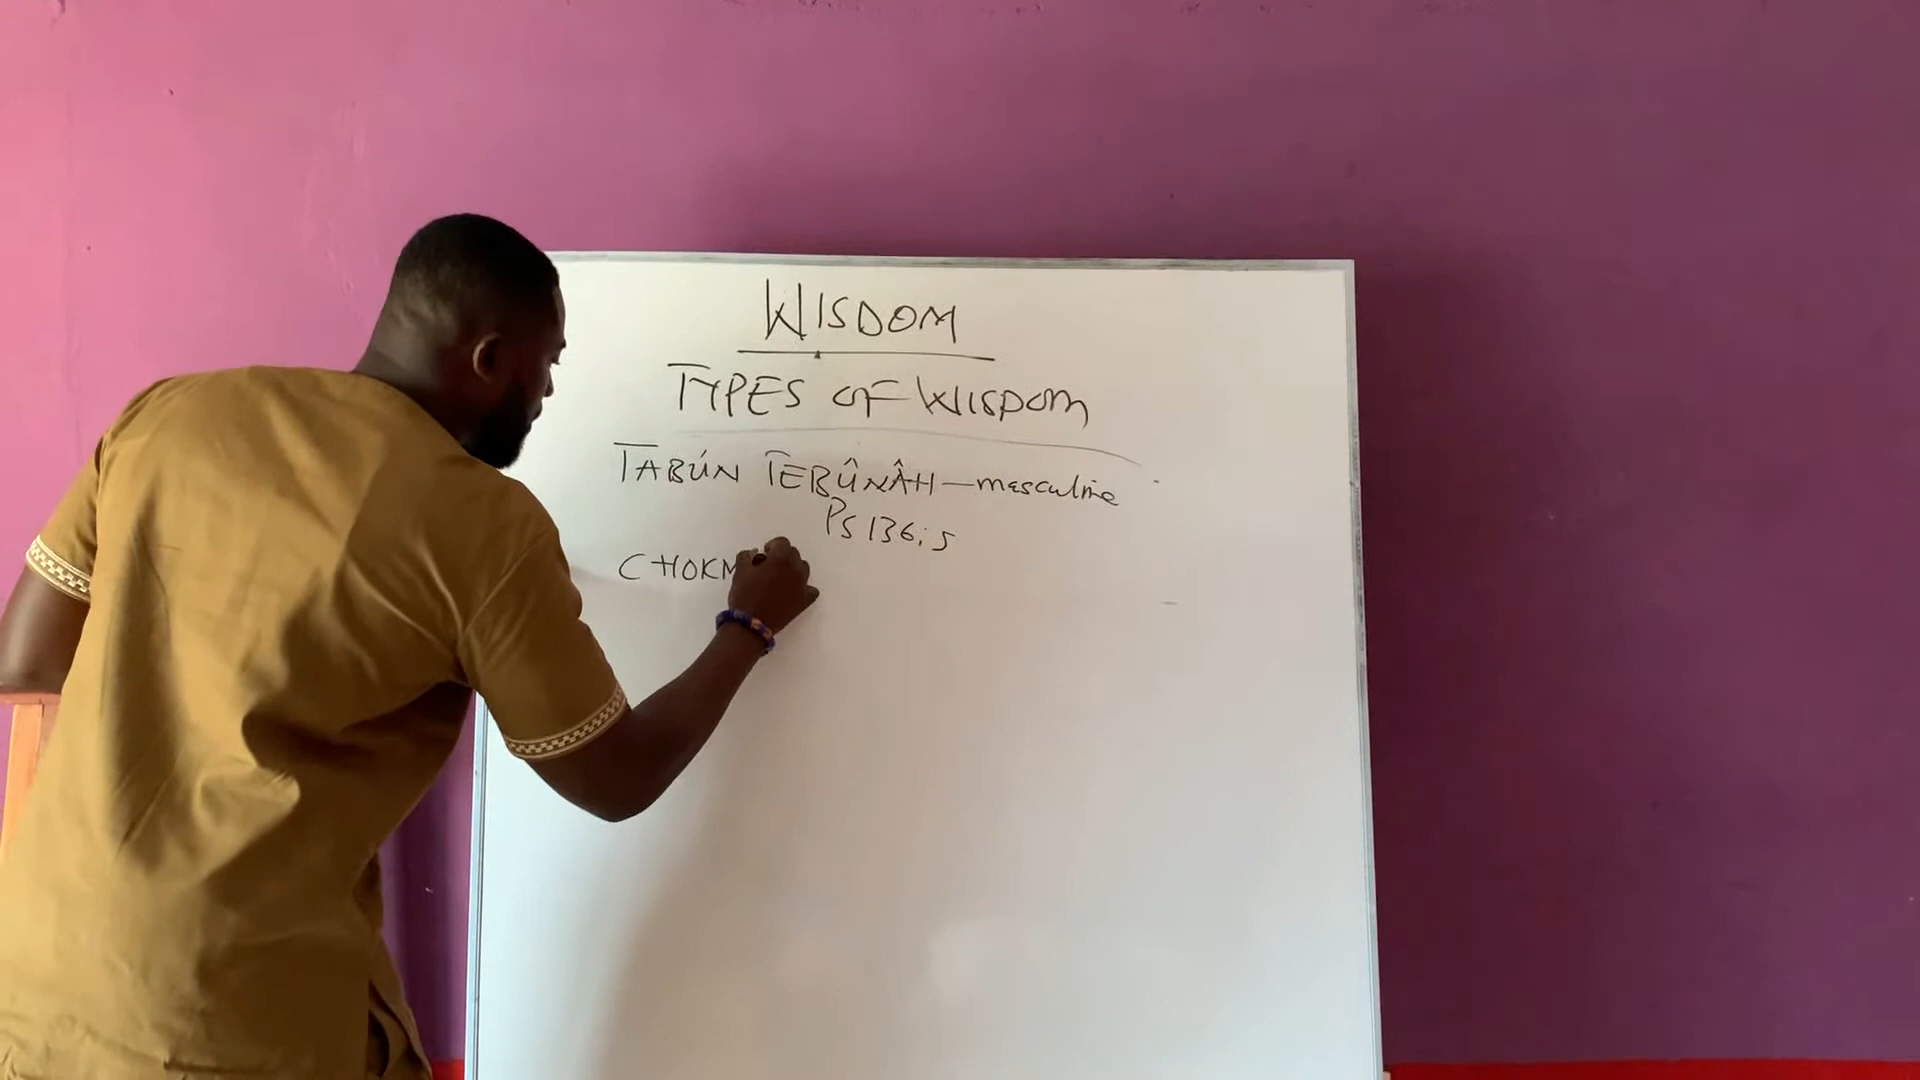 WISDOM
TYPES OF WISDOM
TABÚN TEBÛNÂH — masculine
Ps 136:5
CHOKM